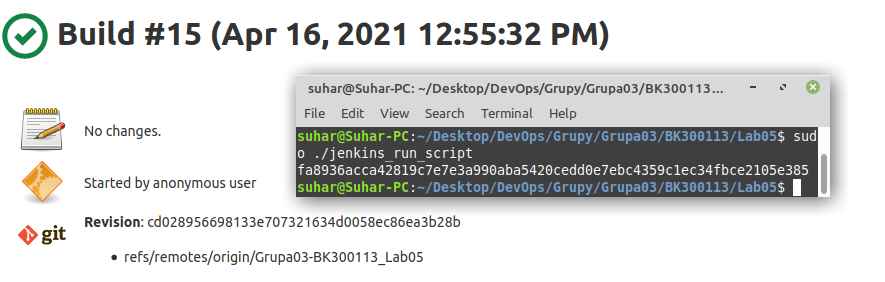 Build #15 (Apr 16, 2021 12:55:32 PM)
suhar@Suhar-PC: ~/Desktop/DevOps/Grupy/Grupa03/BK300113...
File Edit View Search Terminal Help
suhar@Suhar-PC:~/Desktop/DevOps/Grupy/Grupa03/BK300113/Lab05$ sud
o ./jenkins_run_script
fa8936acca42819c7e7e3a990aba5420cedd0e7ebc4359c1ec34fbce2105e385
suhar@Suhar-PC:~/Desktop/DevOps/Grupy/Grupa03/BK300113/Lab05$
No changes.
Started by anonymous user
git
Revision: cd028956698133e707321634d0058ec86ea3b28b
refs/remotes/origin/Grupa03-BK300113_Lab05